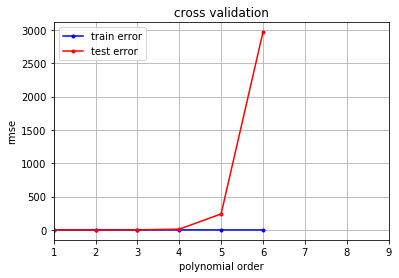 cross validation
train error
test error
3000
2500
2000
1500
1000
500
0
rmse
1 2 3 4 5 6 7 8 9
polynomial order